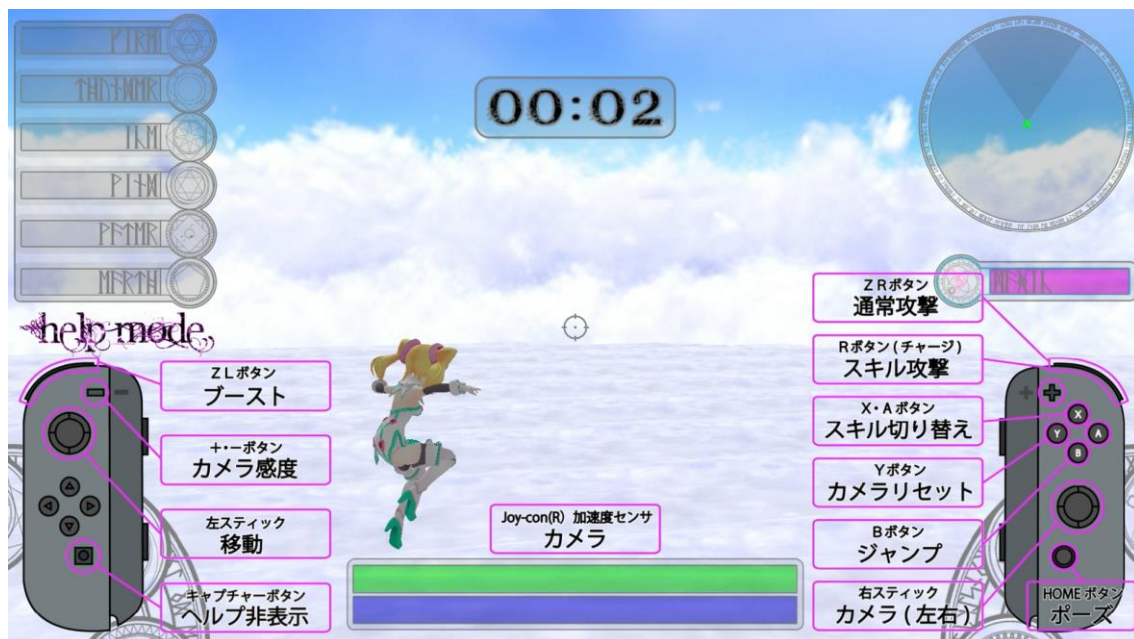 00:02
help mode
ZRボタン
通常攻撃
Rボタン(チャージ)
スキル攻撃
ZLボタン
ブースト
X・Aボタン
スキル切り替え
+・ーボタン
カメラ感度
Yボタン
カメラリセット
左スティック
移動
Joy-con(R) 加速度センサ
カメラ
Bボタン
ジャンプ
キャプチャーボタン
ヘルプ非表示
右スティック
カメラ(左右)
HOMEボタン
ポーズ
X
Y
A
B